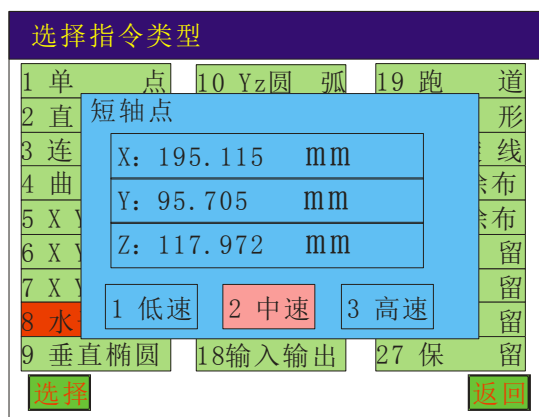 选择指令类型
1 单 点 10 Yz圆 弧 19 跑 道
2 直 形
3 连 线
4 曲 布
5 X Y 布
6 X Y 留
7 X Y 留
8 水 留
9 垂直椭圆 18输入输出 27 保 留
短轴点
X: 195.115 mm
Y: 95.705 mm
Z: 117.972 mm
1 低速 2 中速 3 高速
选择 返回